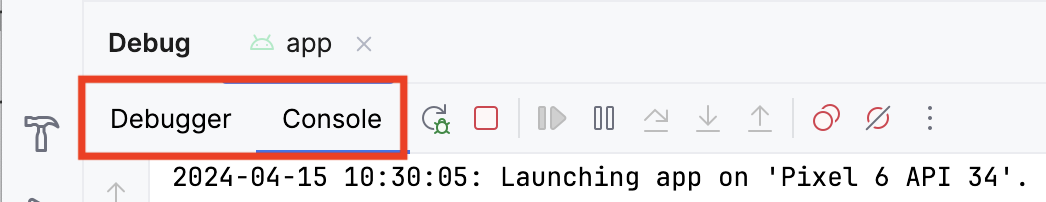 Debug app
Debugger Console
2024-04-15 10:30:05: Launching app on 'Pixel 6 API 34'.